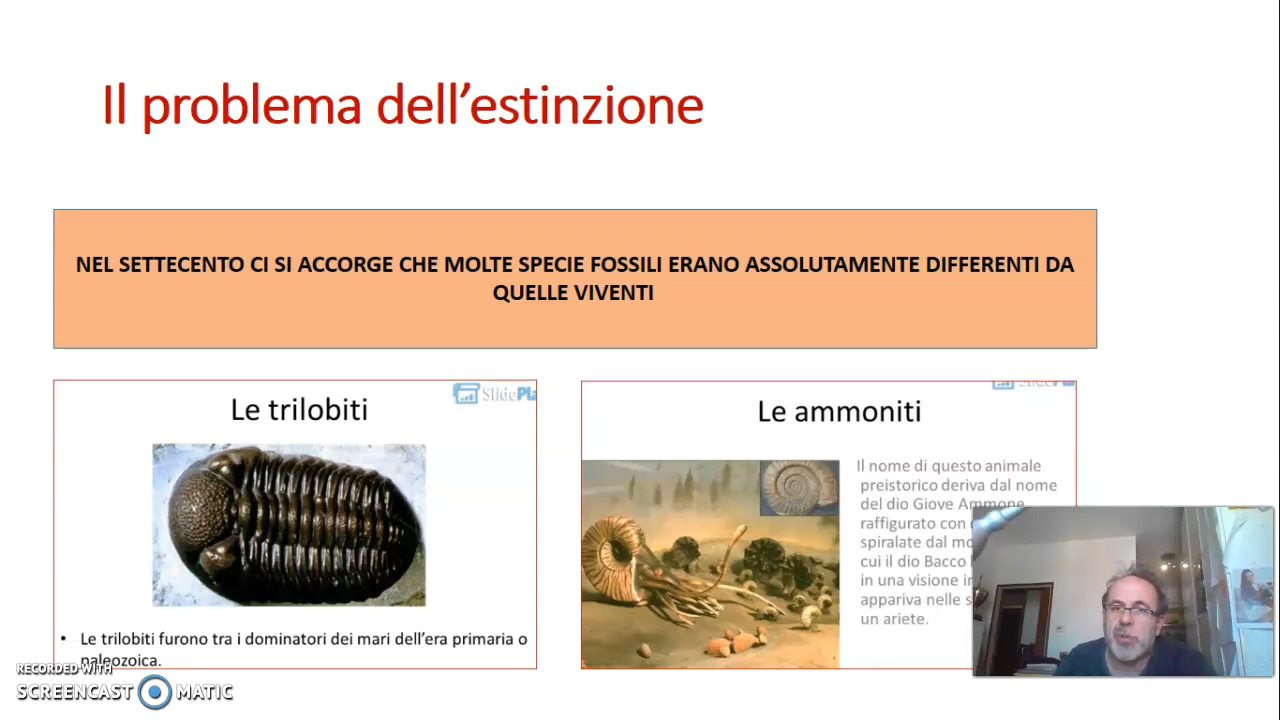 Il problema dell’estinzione
NEL SETTECENTO CI SI ACCORGE CHE MOLTE SPECIE FOSSILI ERANO ASSOLUTAMENTE DIFFERENTI DA
QUELLE VIVENTI
Le trilobiti
• Le trilobiti furono tra i dominatori dei mari dell’era primaria o
paleozoica.
Le ammoniti
Il nome di questo animale
preistorico deriva dal nome
del dio Giove Ammone
raffigurato con
spiralate dal
cui il dio Bacco
in una visione
appariva nelle
un ariete.
RECORDED WITH
SCREENCAST MATIC